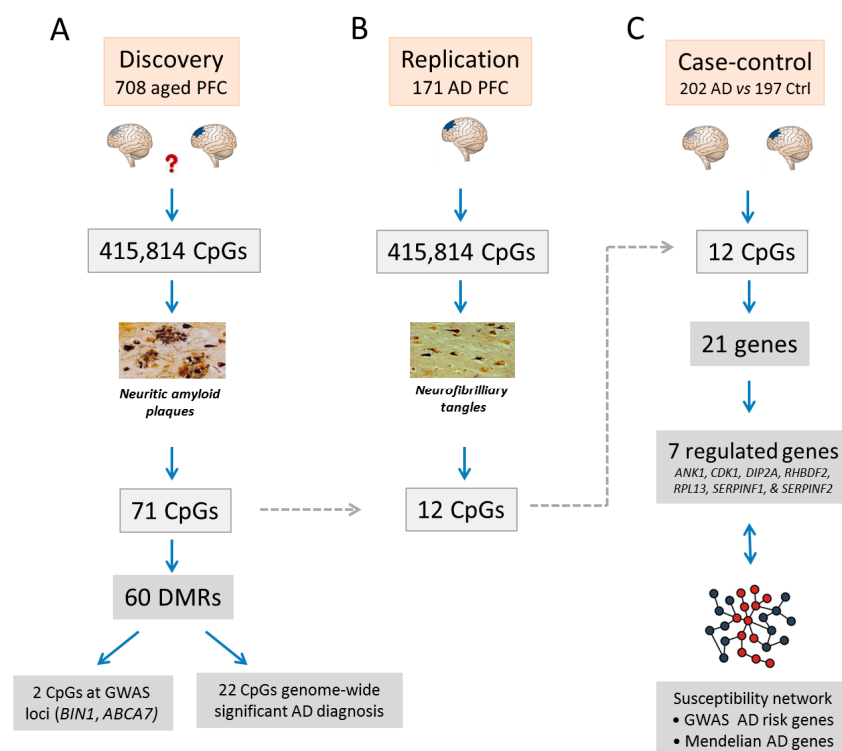 A
Discovery
708 aged PFC
?
415,814 CpGs
Neuritic amyloid
plaques
71 CpGs
60 DMRs
2 CpGs at GWAS
loci (BIN1, ABCA7)
22 CpGs genome-wide
significant AD diagnosis
B
Replication
171 AD PFC
415,814 CpGs
Neurofibrilliary
tangles
12 CpGs
C
Case-control
202 AD vs 197 Ctrl
12 CpGs
21 genes
7 regulated genes
ANK1, CDK1, DIP2A, RHBDF2,
RPL13, SERPINF1, & SERPINF2
Susceptibility network
• GWAS AD risk genes
• Mendelian AD genes